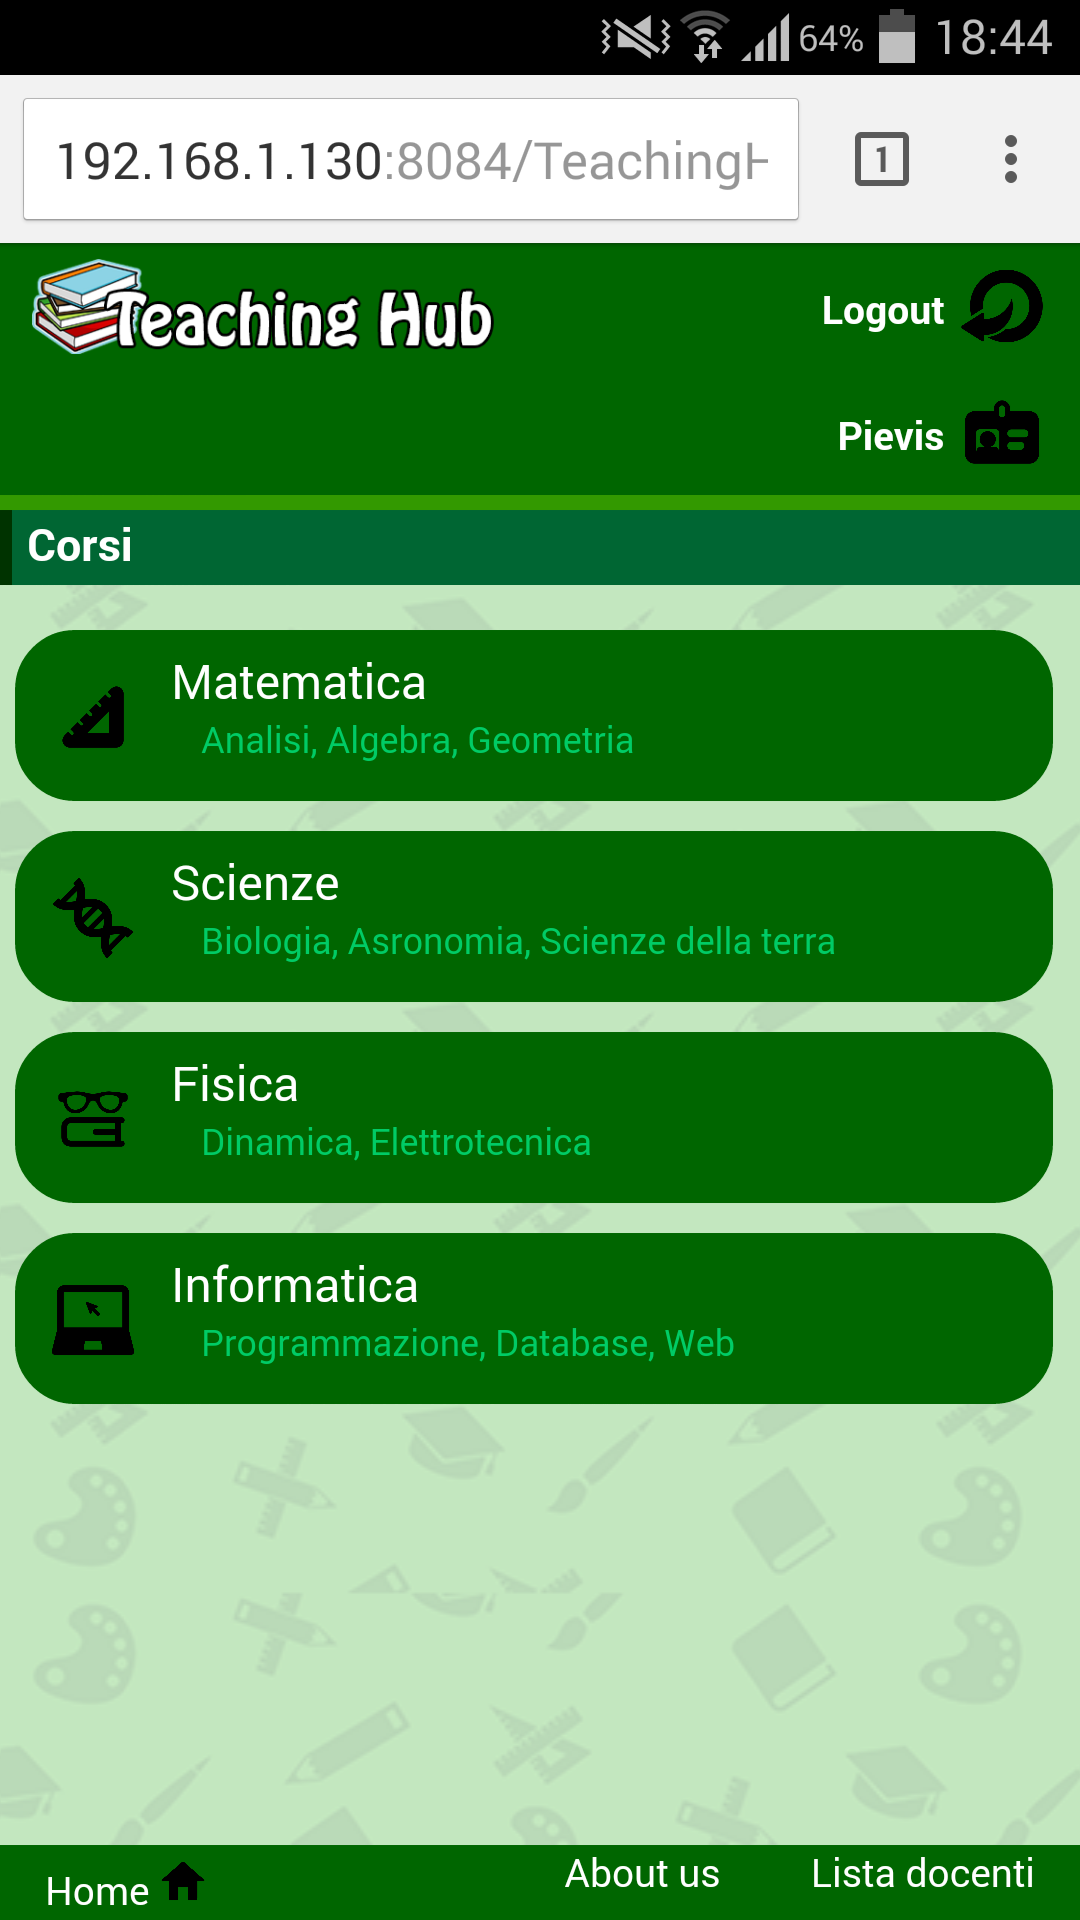 64% 18:44
192.168.1.130:8084/TeachingH
1
Teaching Hub
Logout
Pievis
Corsi
Matematica
Analisi, Algebra, Geometria
Scienze
Biologia, Asronomia, Scienze della terra
Fisica
Dinamica, Elettrotecnica
Informatica
Programmazione, Database, Web
Home About us Lista docenti